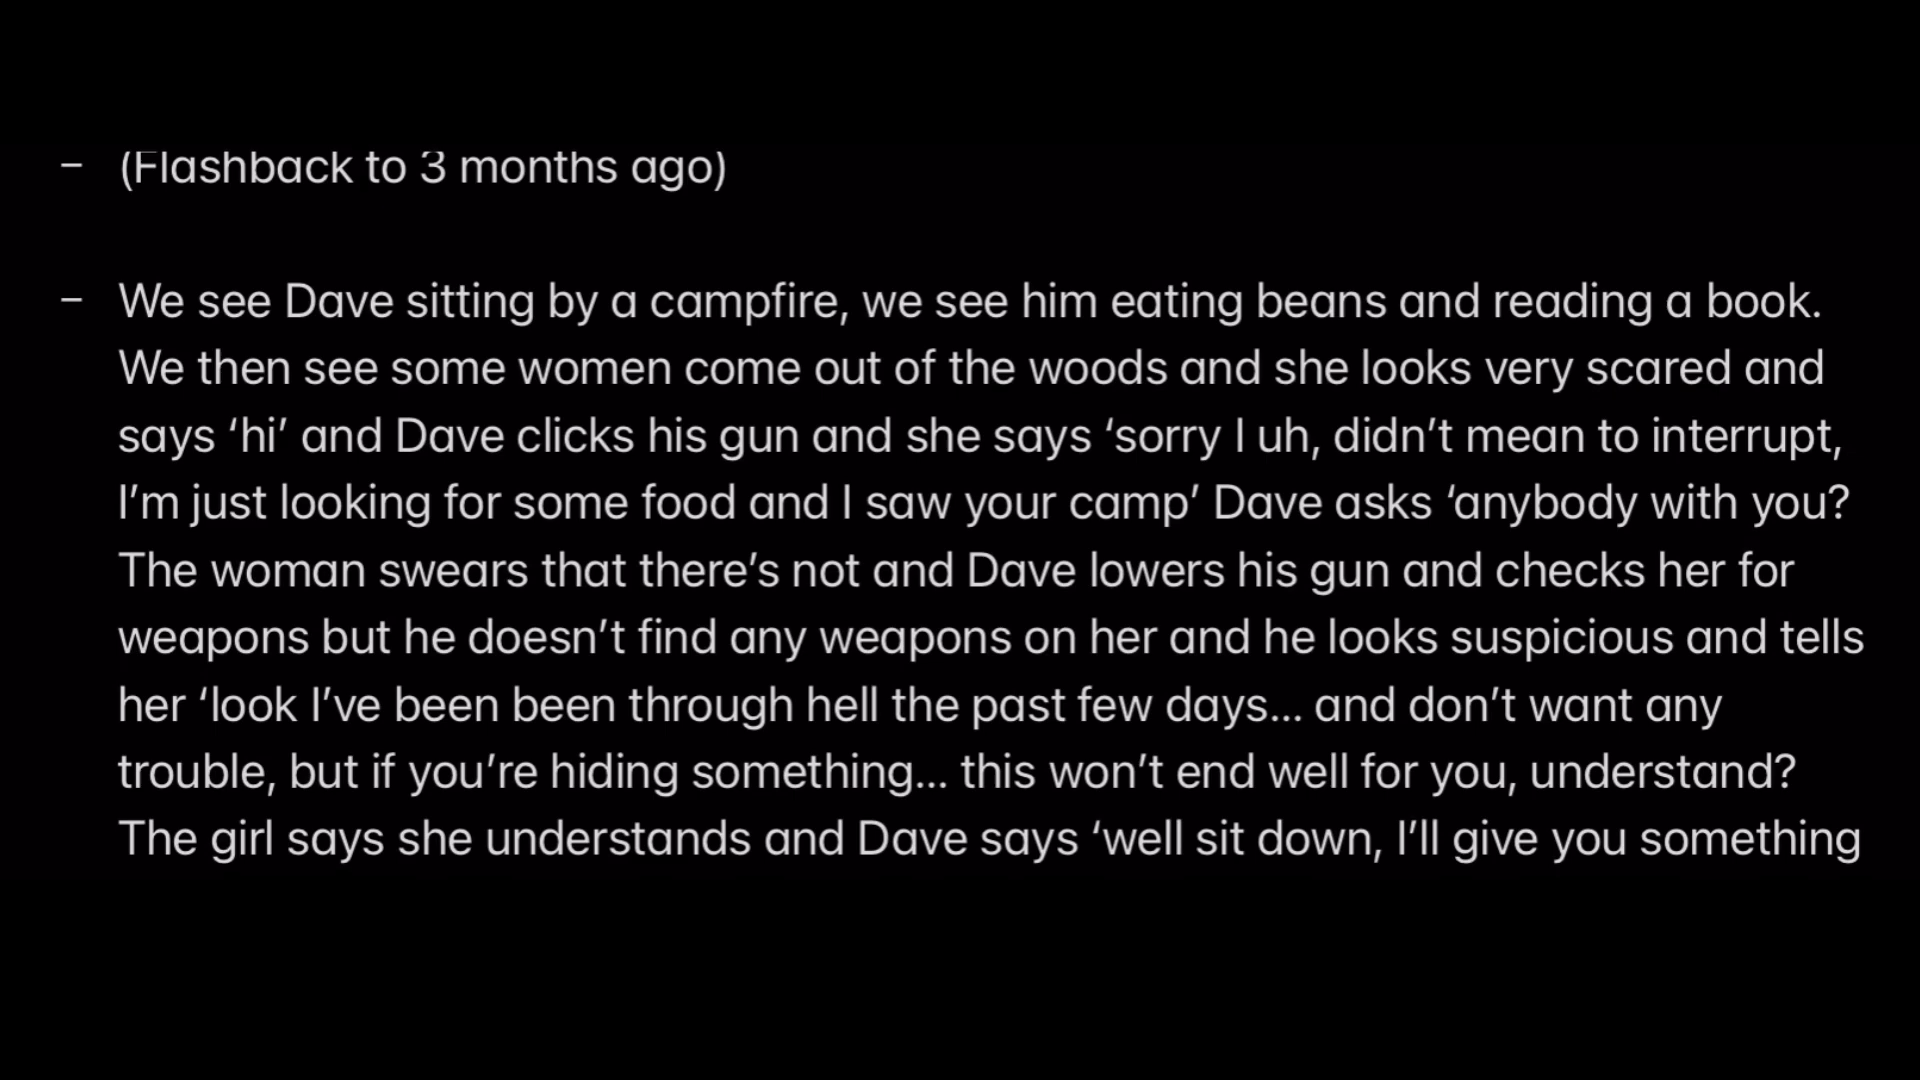 – (Flashback to 3 months ago)
– We see Dave sitting by a campfire, we see him eating beans and reading a book.
We then see some women come out of the woods and she looks very scared and
says ‘hi’ and Dave clicks his gun and she says ‘sorry I uh, didn’t mean to interrupt,
I’m just looking for some food and I saw your camp’ Dave asks ‘anybody with you?
The woman swears that there’s not and Dave lowers his gun and checks her for
weapons but he doesn’t find any weapons on her and he looks suspicious and tells
her ‘look I’ve been been through hell the past few days... and don’t want any
trouble, but if you’re hiding something... this won’t end well for you, understand?
The girl says she understands and Dave says ‘well sit down, I’ll give you something